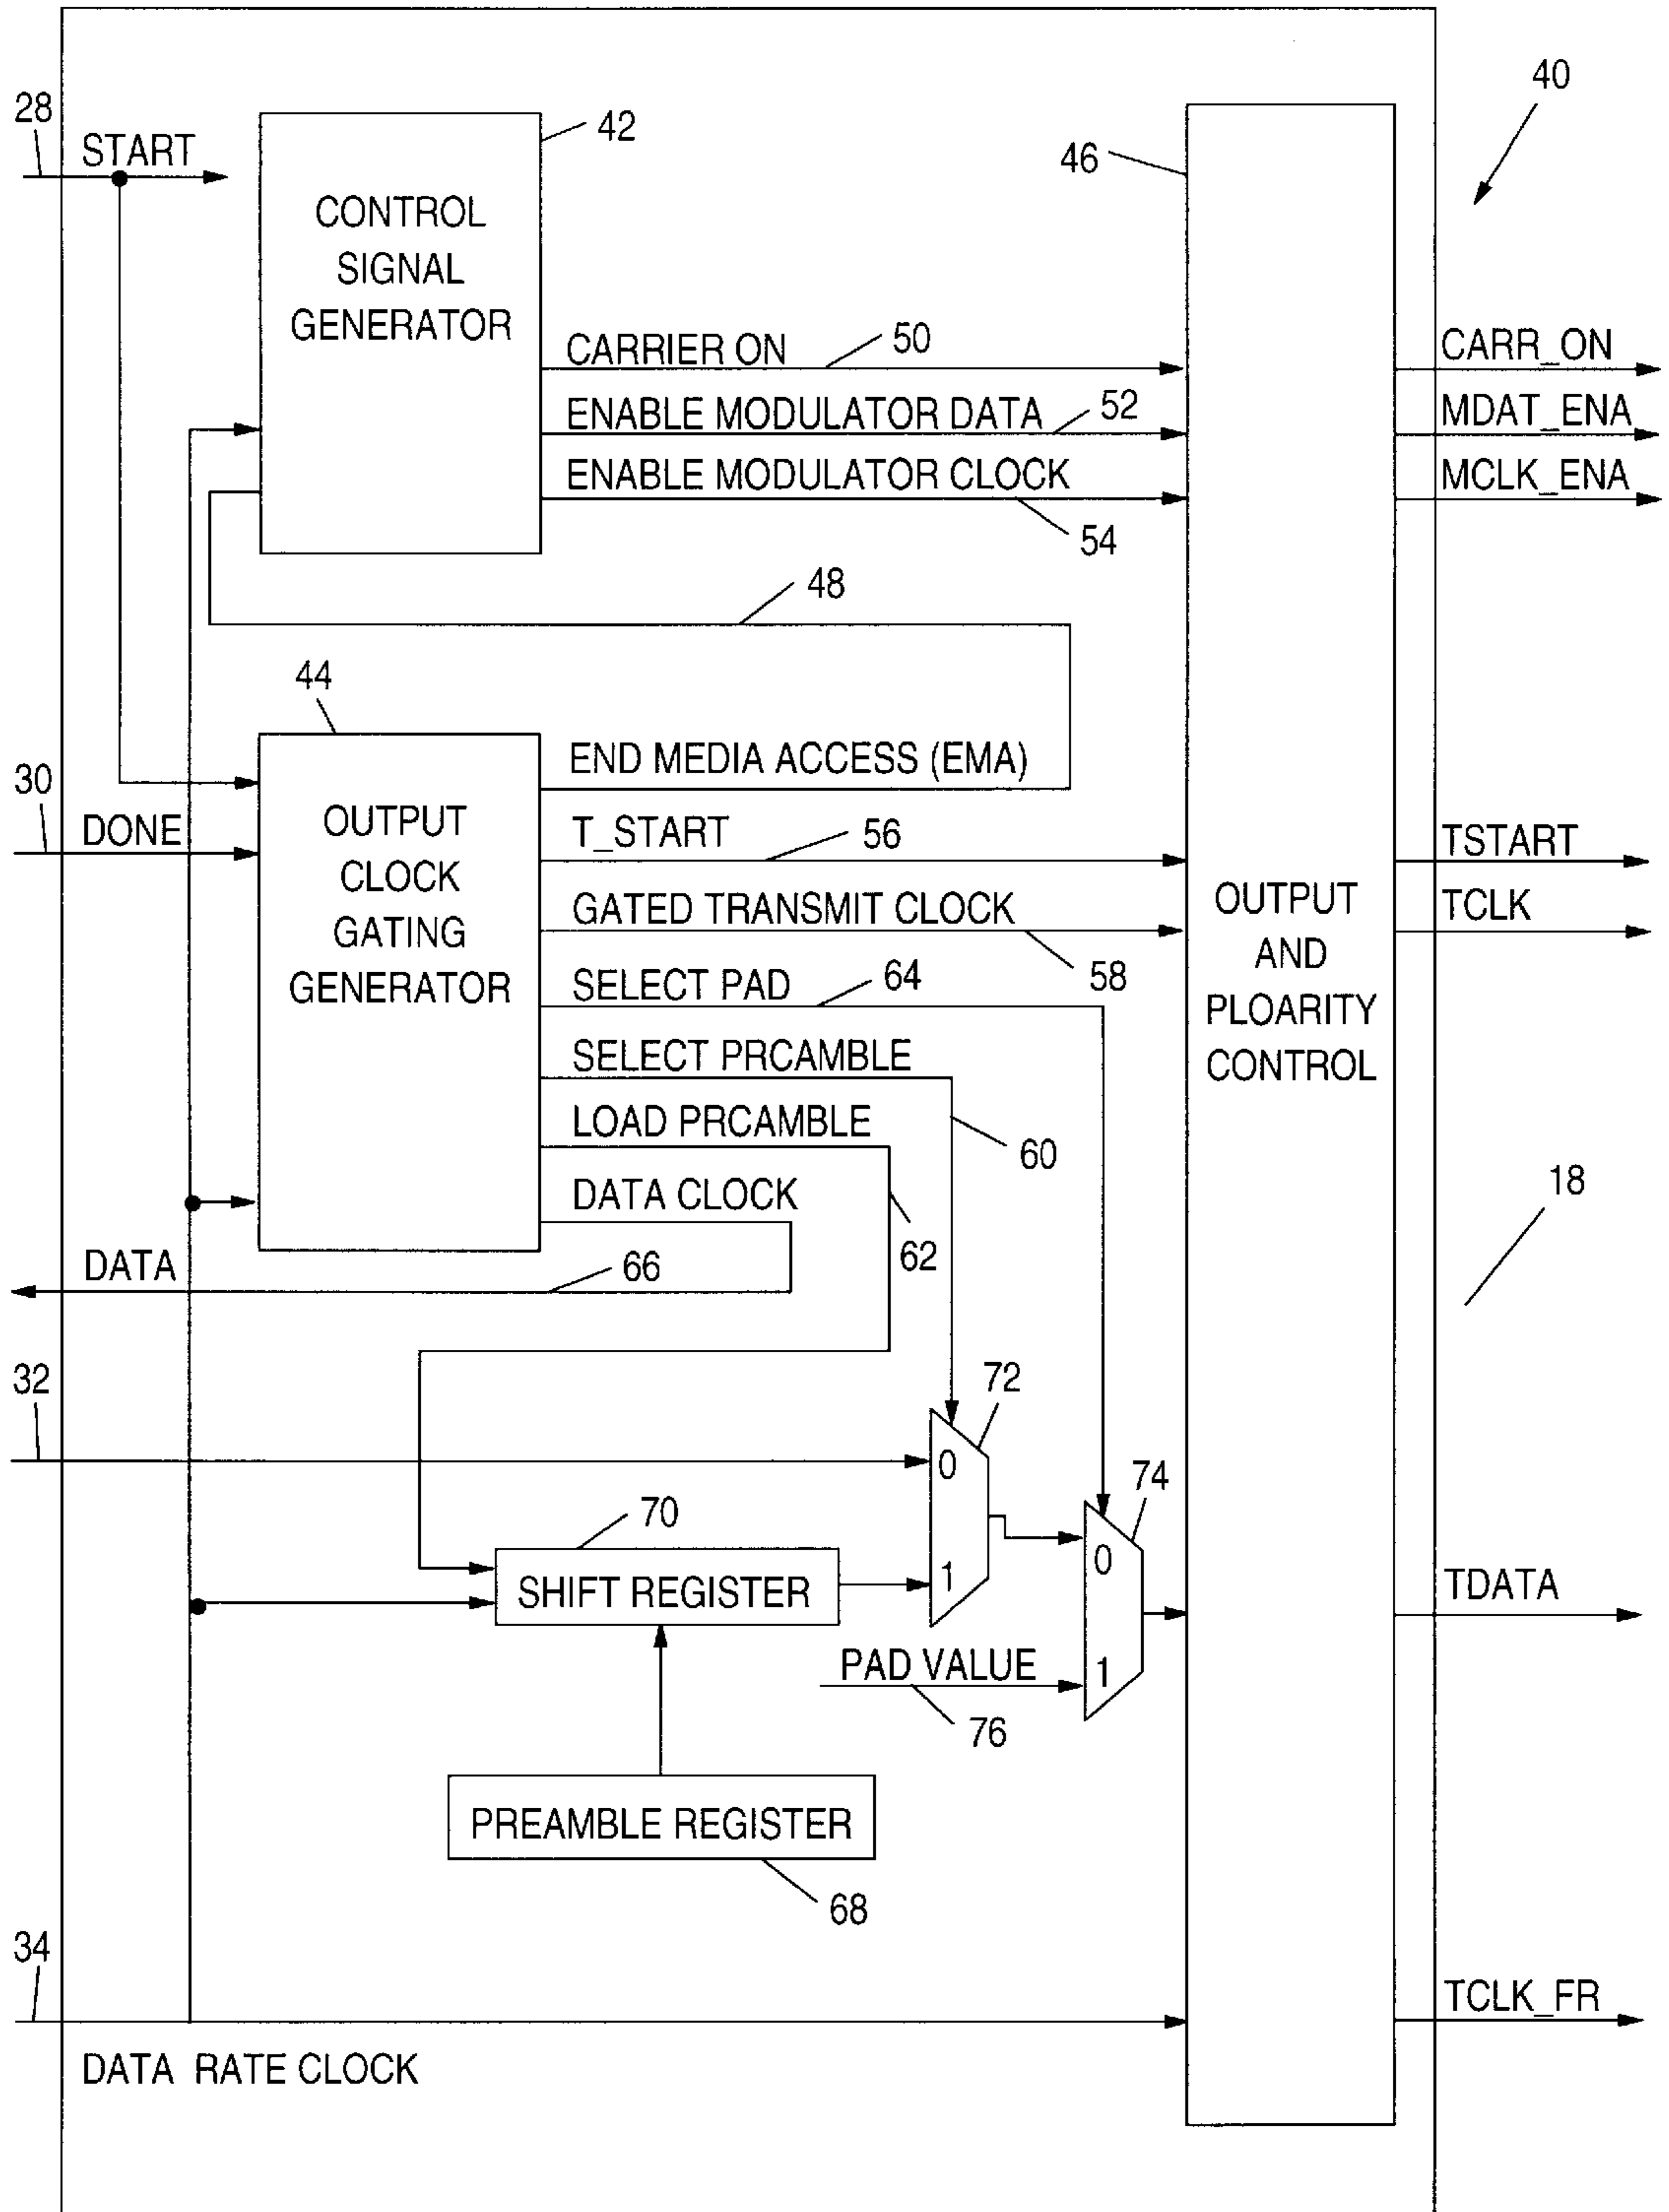 40
28
START
42
46
CONTROL
SIGNAL
GENERATOR
CARRIER ON
50
CARR_ON
ENABLE MODULATOR DATA
52
MDAT_ENA
ENABLE MODULATOR CLOCK
MCLK_ENA
54
48
44
END MEDIA ACCESS (EMA)
30
DONE
OUTPUT
CLOCK
GATING
GENERATOR
T_START
56
TSTART
GATED TRANSMIT CLOCK
58
TCLK
OUTPUT
AND
PLOARITY
CONTROL
SELECT PAD
64
SELECT PRCAMBLE
60
LOAD PRCAMBLE
62
DATA CLOCK
18
DATA
66
32
72
0
1
74
0
1
70
SHIFT REGISTER
TDATA
PAD VALUE
76
PREAMBLE REGISTER
68
34
TCLK_FR
DATA RATE CLOCK